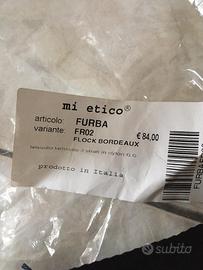 mi etico®
articolo: FURBA
variante: FR02
FLOCK BORDEAUX
€ 84,00
prodotto in Italia
subito